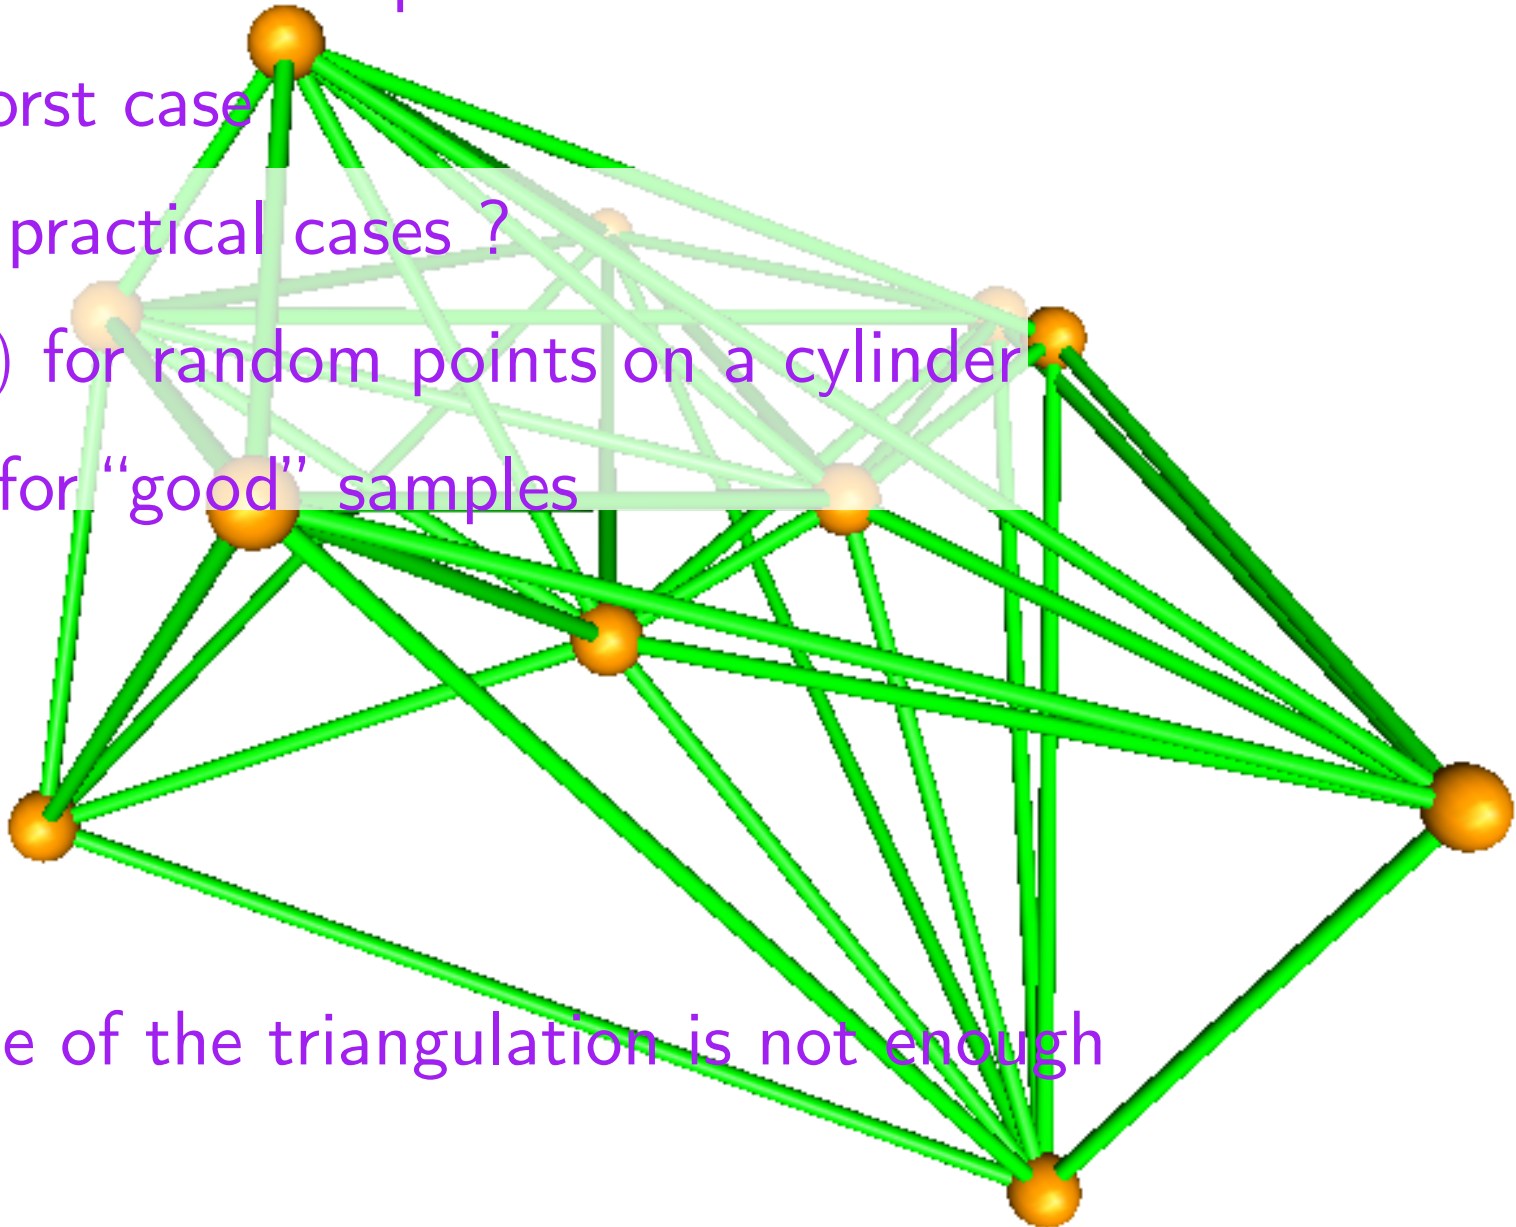 orst case
practical cases ?
) for random points on a cylinder
for “good” samples
e of the triangulation is not enough